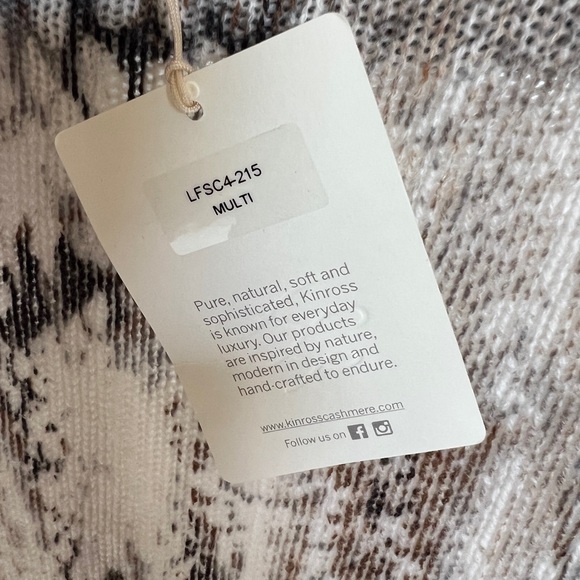 LFSC4-215
MULTI
Pure, natural, soft and
sophisticated, Kinross
is known for everyday
luxury. Our products
are inspired by nature,
modern in design and
hand-crafted to endure.
www.kinrosscashmere.com
Follow us on